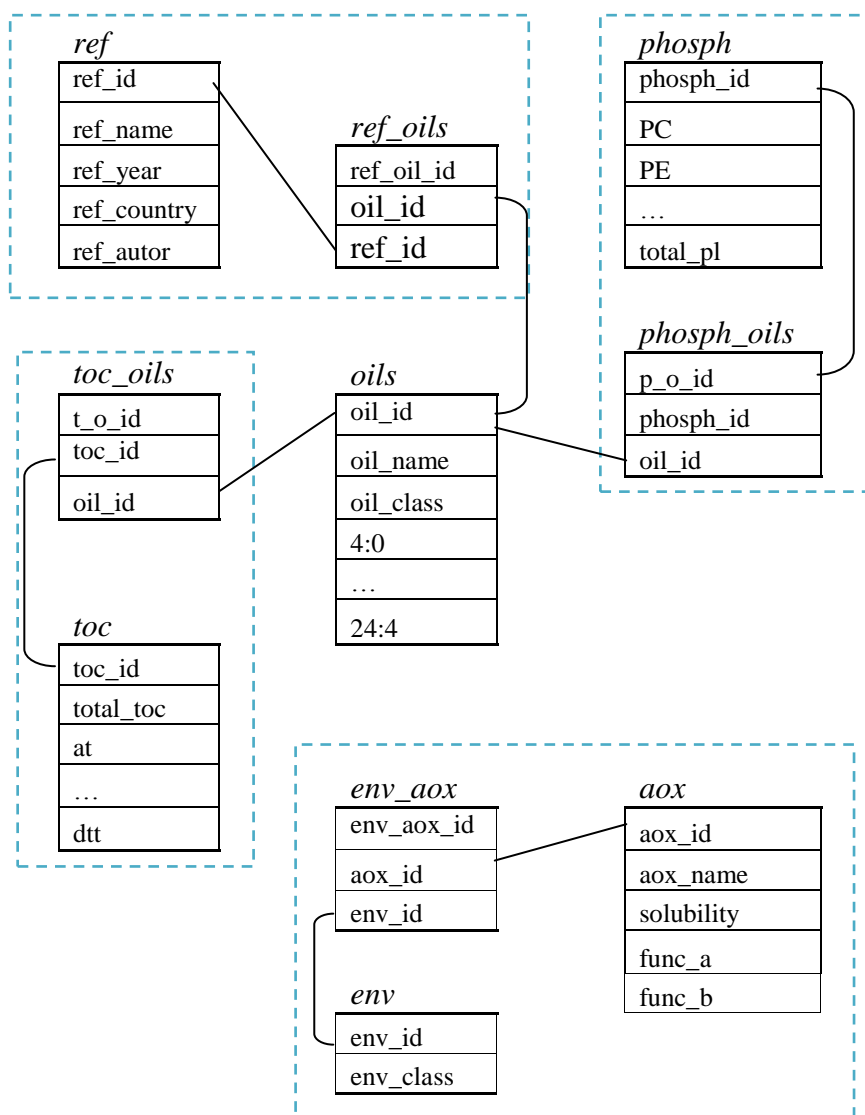 ref
ref_id
ref_name
ref_year
ref_country
ref_autor
ref_oils
ref_oil_id
oil_id
ref_id
phosph
phosph_id
PC
PE
…
total_pl
phosph_oils
p_o_id
phosph_id
oil_id
toc_oils
t_o_id
toc_id
oil_id
oils
oil_id
oil_name
oil_class
4:0
…
24:4
toc
toc_id
total_toc
at
…
dtt
env_aox
env_aox_id
aox_id
env_id
aox
aox_id
aox_name
solubility
func_a
func_b
env
env_id
env_class